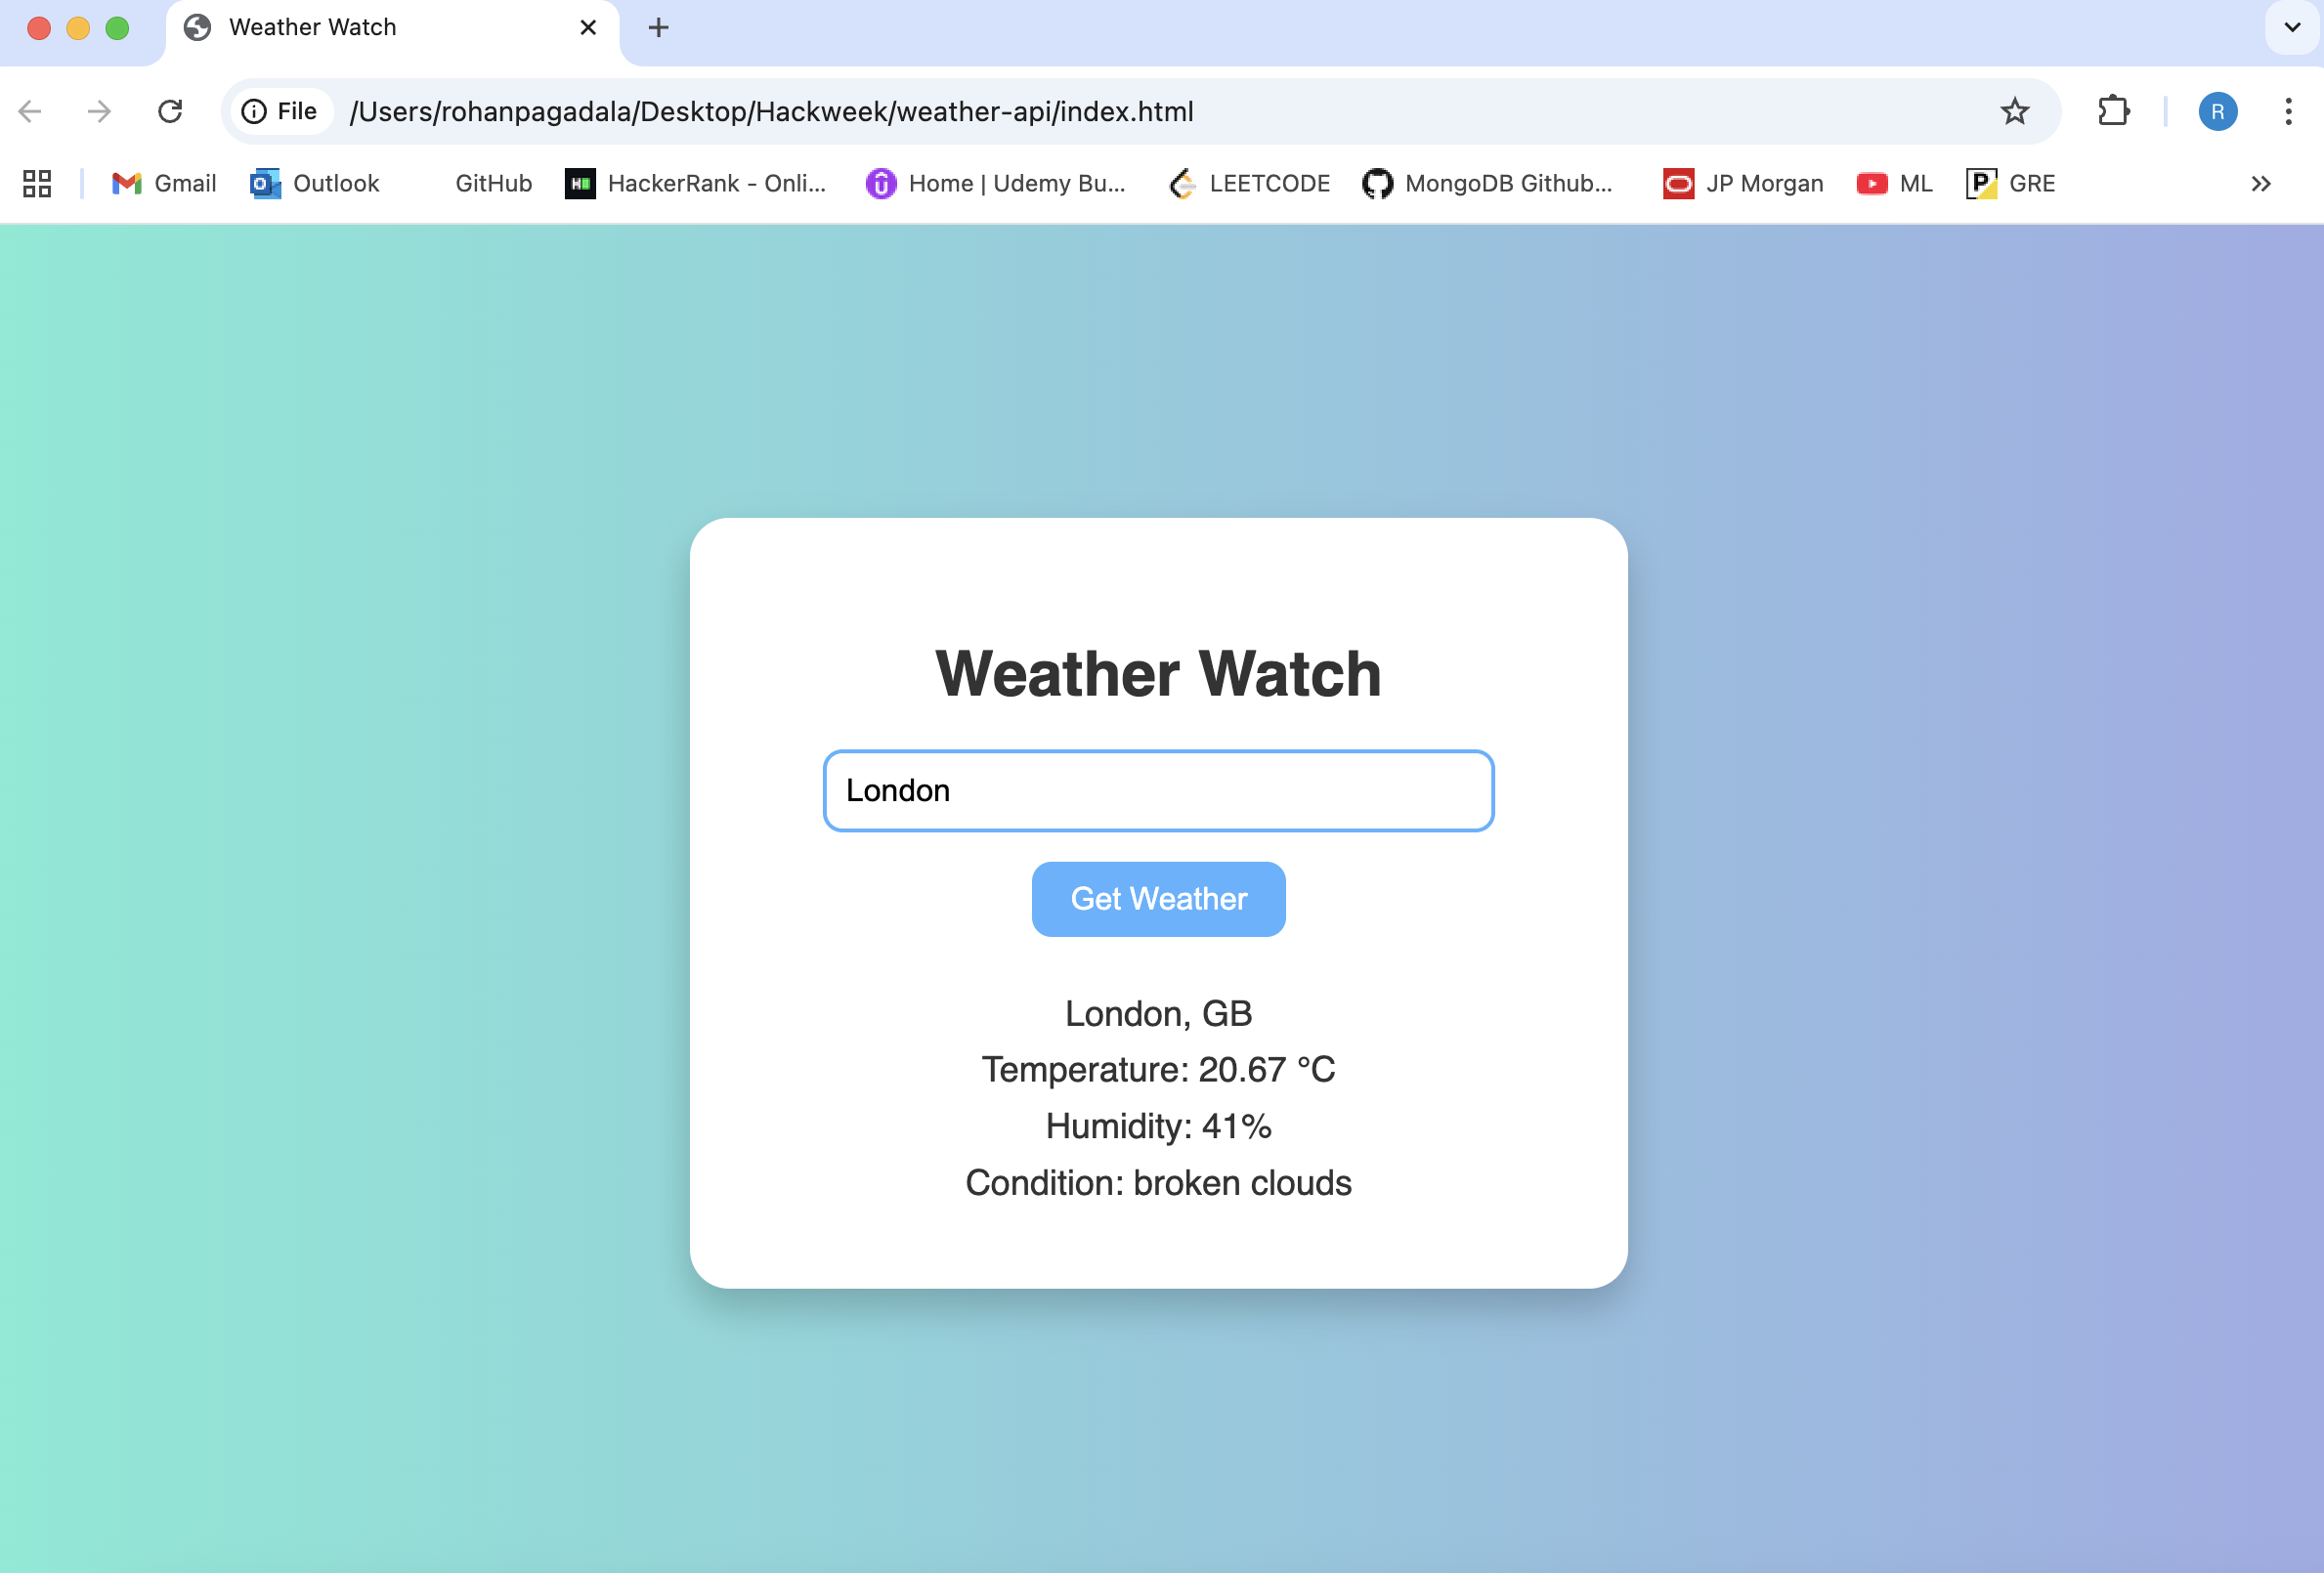 Weather Watch
File /Users/rohanpagadala/Desktop/Hackweek/weather-api/index.html R
Gmail Outlook GitHub HackerRank - Onli... Home | Udemy Bu... LEETCODE MongoDB Github... JP Morgan ML GRE
Weather Watch
London
Get Weather
London, GB
Temperature: 20.67 °C
Humidity: 41%
Condition: broken clouds